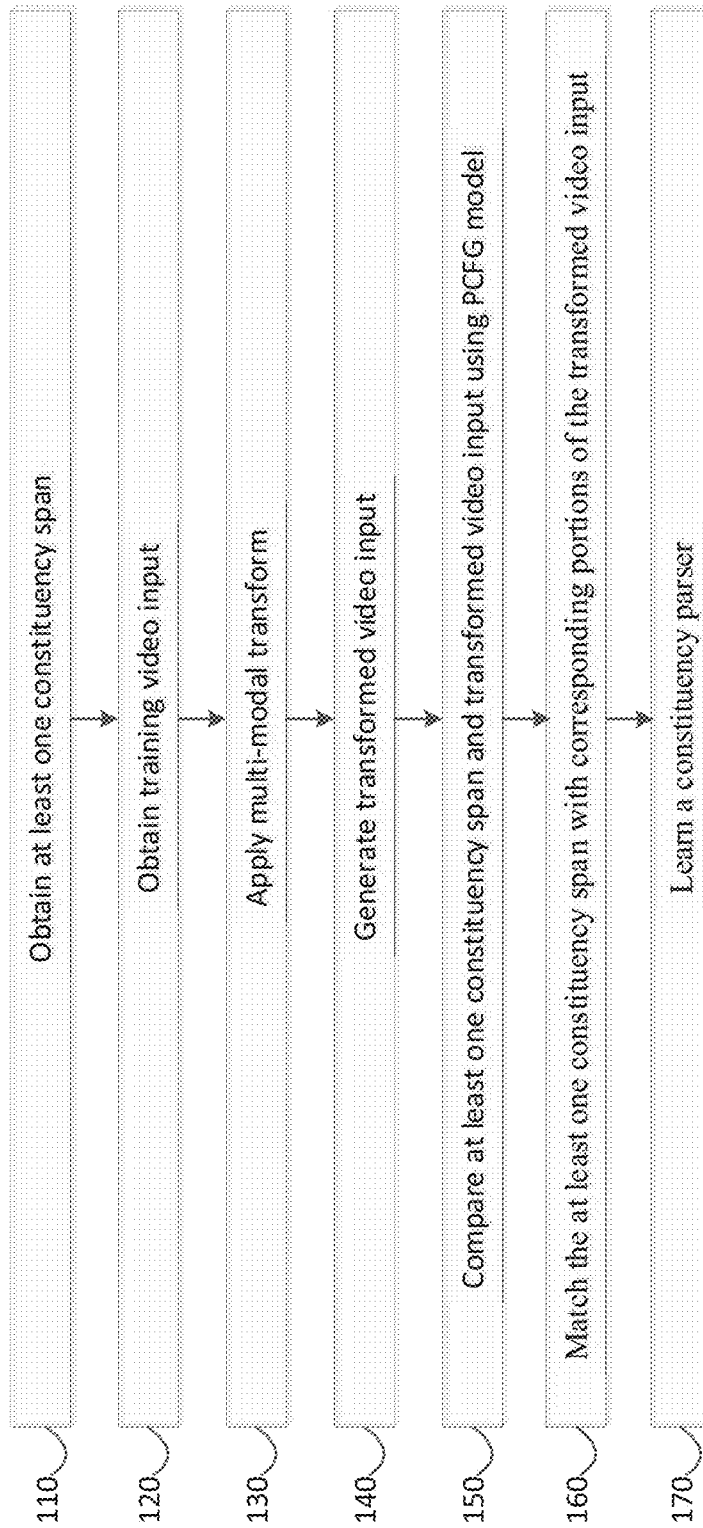 110 Obtain at least one constituency span
120 Obtain training video input
130 Apply multi-modal transform
140 Generate transformed video input
150 Compare at least one constituency span and transformed video input using PCFG model
160 Match the at least one constituency span with corresponding portions of the transformed video input
170 Learn a constituency parser